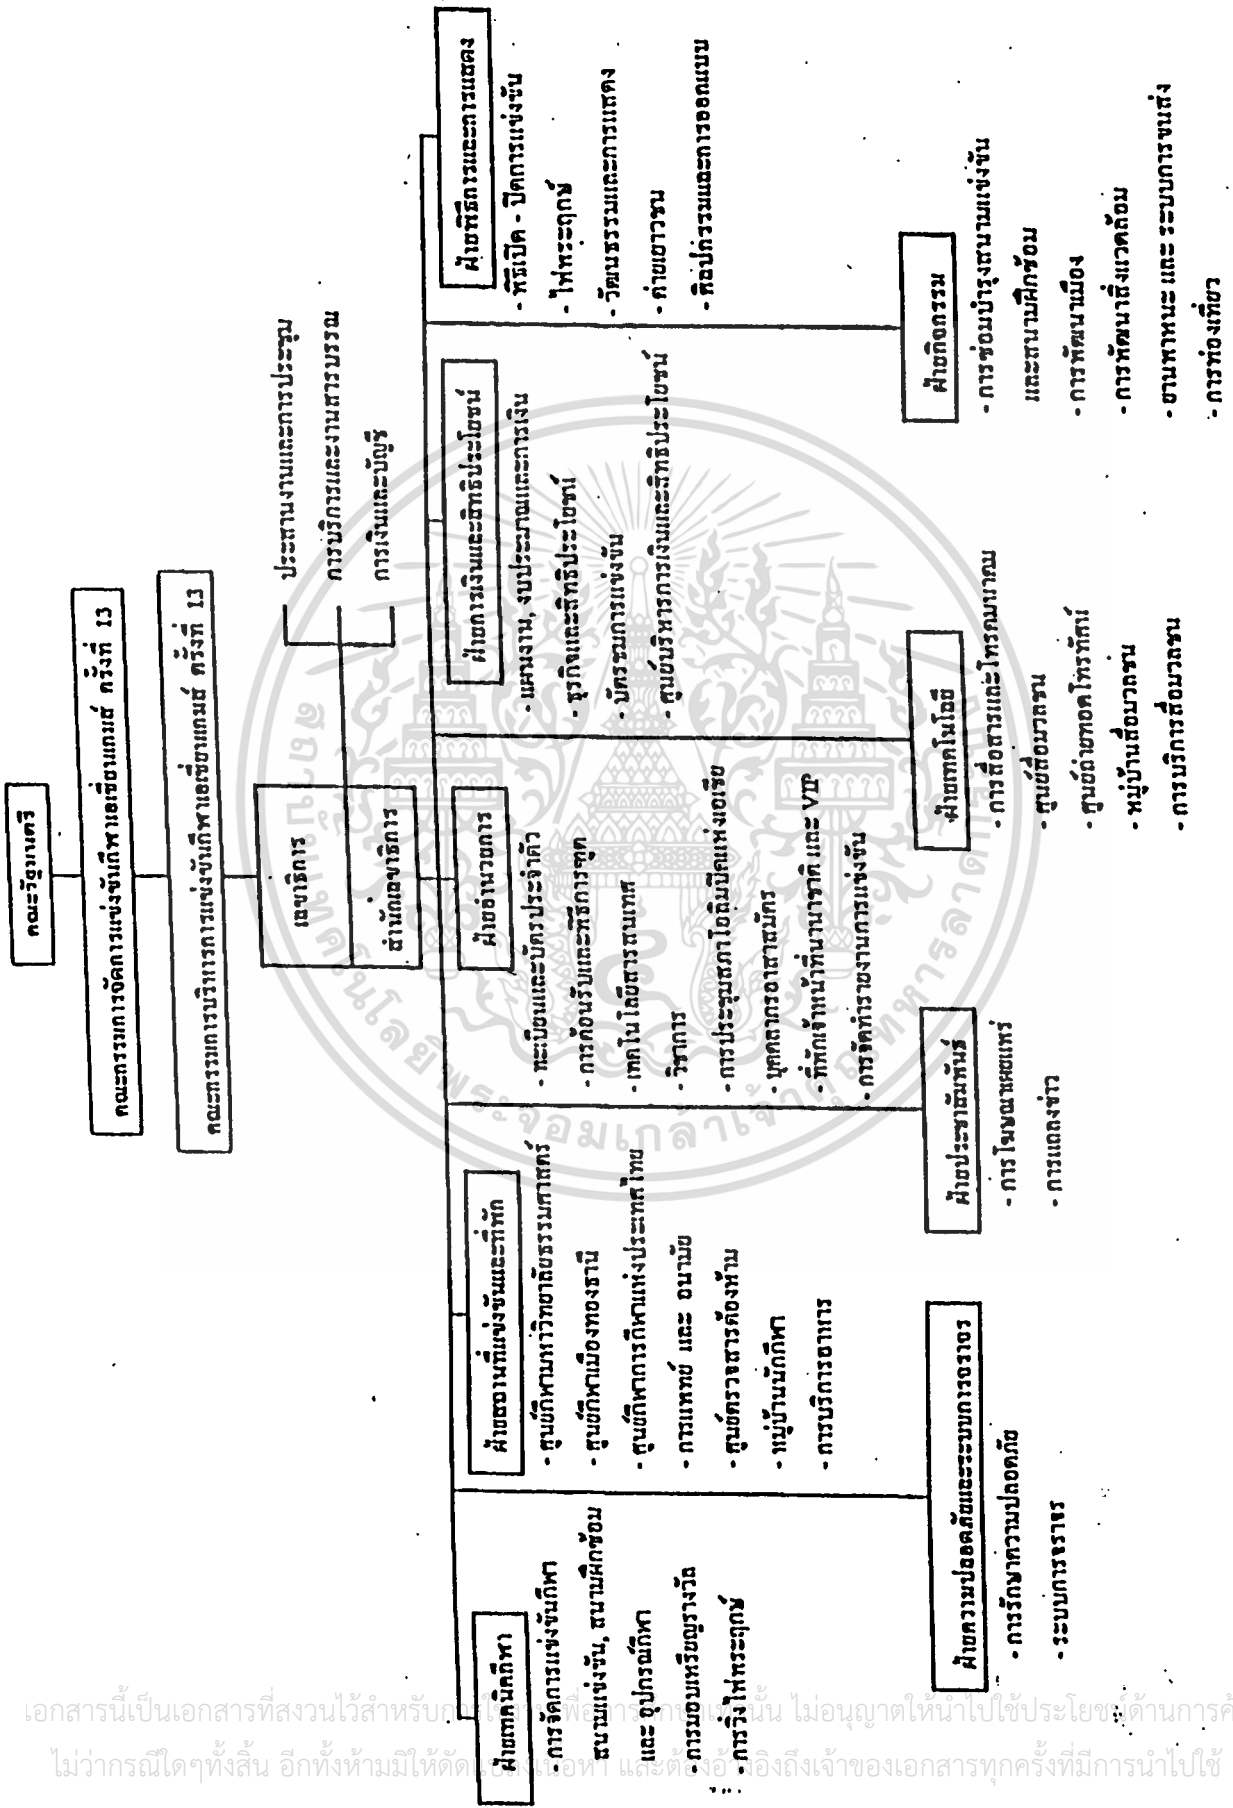 คณะรัฐมนตรี
คณะกรรมการจัดการแข่งขันกีฬาเอเชี่ยนเกมส์ ครั้งที่ 13
คณะกรรมการบริหารการแข่งขันกีฬาเอเชี่ยนเกมส์ ครั้งที่ 13
เลขาธิการ
สำนักเลขาธิการ
ประสานงานและการประชุม
การบริการและงานสารบรรณ
การเงินและบัญชี
ฝ่ายเทคนิคกีฬา
- การจัดการแข่งขันกีฬา
สนามแข่งขัน, สนามฝึกซ้อม
และ อุปกรณ์กีฬา
- การมอบเหรียญรางวัล
- การวิ่งไฟพระฤกษ์
ฝ่ายสถานที่แข่งขันและที่พัก
- ศูนย์กีฬามหาวิทยาลัยธรรมศาสตร์
- ศูนย์กีฬาเมืองทองธานี
- ศูนย์กีฬาการกีฬาแห่งประเทศไทย
- การแพทย์ และ อนามัย
- ศูนย์ตรวจสารต้องห้าม
- หมู่บ้านนักกีฬา
- การบริการอาหาร
ฝ่ายอำนวยการ
- ทะเบียนและบัตรประจำตัว
- การต้อนรับและพิธีการทูต
- เทคโนโลยีสารสนเทศ
- วิชาการ
- การประชุมสภาโอลิมปิคแห่งเอเชีย
- บุคคลากรอาสาสมัคร
- ที่พักเจ้าหน้าที่นานาชาติ และ VIP
- การจัดทำรายงานการแข่งขัน
ฝ่ายการเงินและสิทธิประโยชน์
- แผนงาน, งบประมาณและการเงิน
- ธุรกิจและสิทธิประโยชน์
- บัตรชมการแข่งขัน
- ศูนย์บริหารการเงินและสิทธิประโยชน์
ฝ่ายพิธีการและการแสดง
- พิธีเปิด - ปิดการแข่งขัน
- ไฟพระฤกษ์
- วัฒนธรรมและการแสดง
- ค่ายเยาวชน
- ศิลปกรรมและการออกแบบ
ฝ่ายความปลอดภัยและระบบการจราจร
- การรักษาความปลอดภัย
- ระบบการจราจร
ฝ่ายประชาสัมพันธ์
- การโฆษณาเผยแพร่
- การแถลงข่าว
ฝ่ายเทคโนโลยี
- การสื่อสารและโทรคมนาคม
- ศูนย์สื่อมวลชน
- ศูนย์ถ่ายทอดโทรทัศน์
- หมู่บ้านสื่อมวลชน
- การบริการสื่อมวลชน
ฝ่ายกิจกรรม
- การซ่อมบำรุงสนามแข่งขัน
และสนามฝึกซ้อม
- การพัฒนาเมือง
- การพัฒนาสิ่งแวดล้อม
- ยานพาหนะ และ ระบบการขนส่ง
- การท่องเที่ยว
สถาบันเทคโนโลยีพระจอมเกล้าเจ้าคุณทหารลาดกระบัง
เอกสารนี้เป็นเอกสารที่สงวนไว้สำหรับการใช้งานเพื่อการศึกษาเท่านั้น ไม่อนุญาตให้นำไปใช้ประโยชน์ด้านการค้
ไม่ว่ากรณีใดๆทั้งสิ้น อีกทั้งห้ามมิให้ดัดแปลงเนื้อหา และต้องอ้างอิงถึงเจ้าของเอกสารทุกครั้งที่มีการนำไปใช้